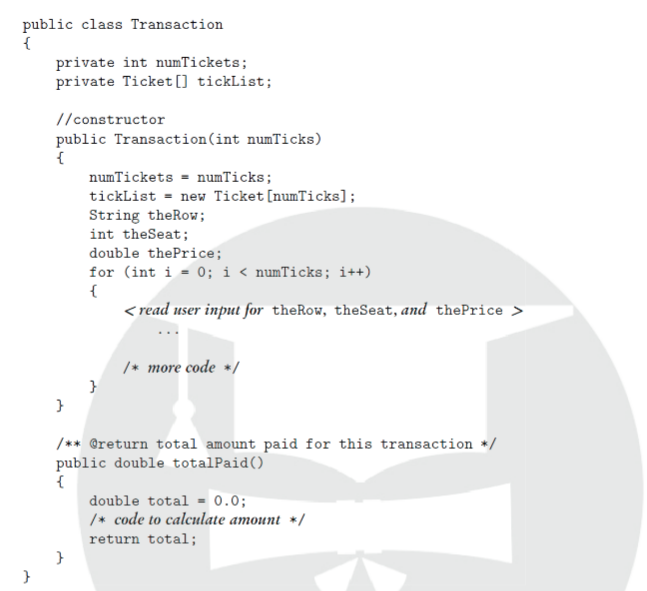 public class Transaction
{
    private int numTickets;
    private Ticket[] tickList;

    //constructor
    public Transaction(int numTicks)
    {
        numTickets = numTicks;
        tickList = new Ticket[numTicks];
        String theRow;
        int theSeat;
        double thePrice;
        for (int i = 0; i < numTicks; i++)
        {
            < read user input for theRow, theSeat, and thePrice >
                ...

            /* more code */
        }
    }

    /** @return total amount paid for this transaction */
    public double totalPaid()
    {
        double total = 0.0;
        /* code to calculate amount */
        return total;
    }
}